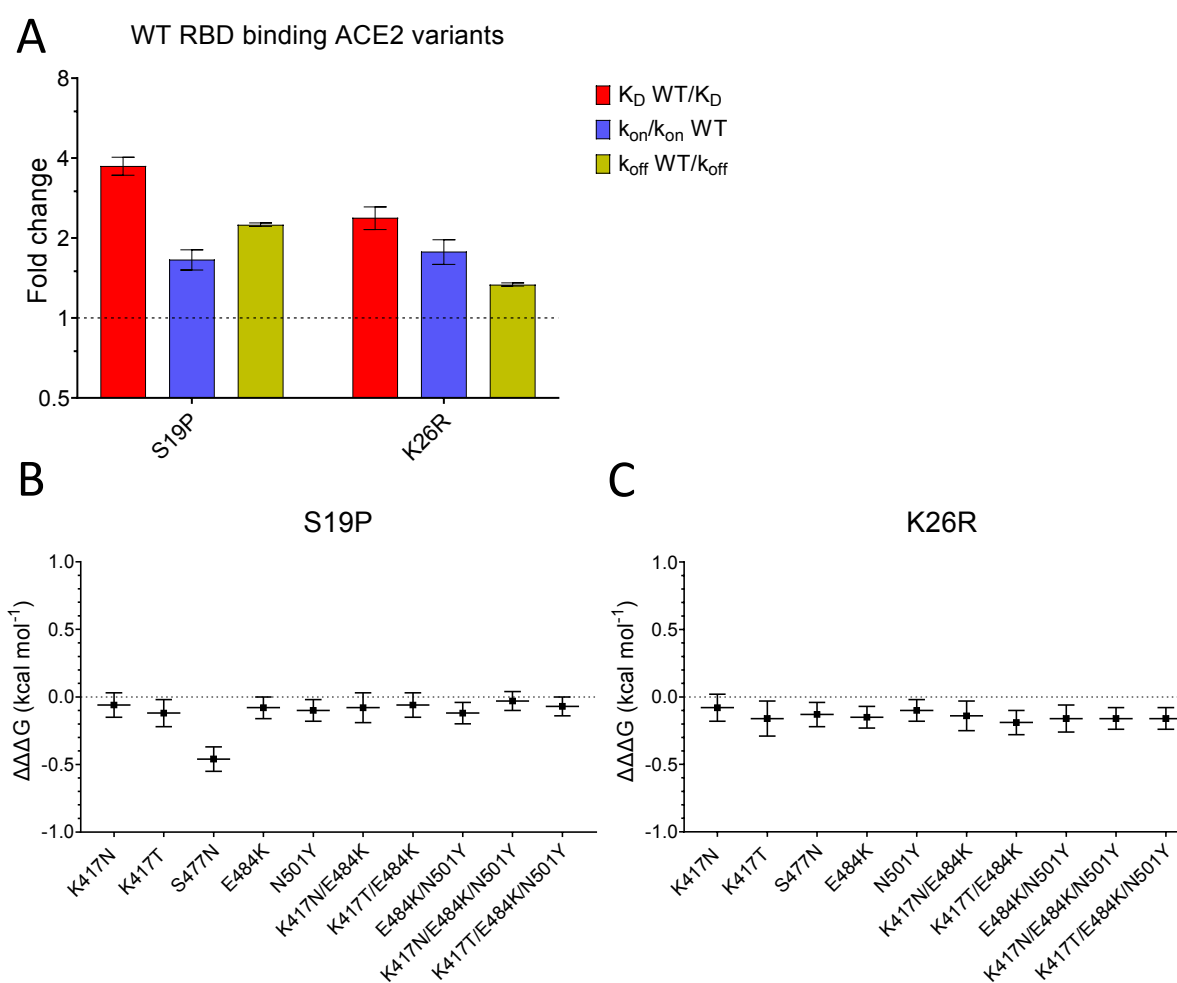 A
WT RBD binding ACE2 variants
8
4
2
1
0.5
Fold change
S19P
K26R
K_D WT/K_D
k_on/k_on WT
k_off WT/k_off
B
S19P
1.0
0.5
0.0
-0.5
-1.0
ΔΔΔG (kcal mol⁻¹)
K417N
K417T
S477N
E484K
N501Y
K417N/E484K
K417T/E484K
E484K/N501Y
K417N/E484K/N501Y
K417T/E484K/N501Y
C
K26R
1.0
0.5
0.0
-0.5
-1.0
ΔΔΔG (kcal mol⁻¹)
K417N
K417T
S477N
E484K
N501Y
K417N/E484K
K417T/E484K
E484K/N501Y
K417N/E484K/N501Y
K417T/E484K/N501Y